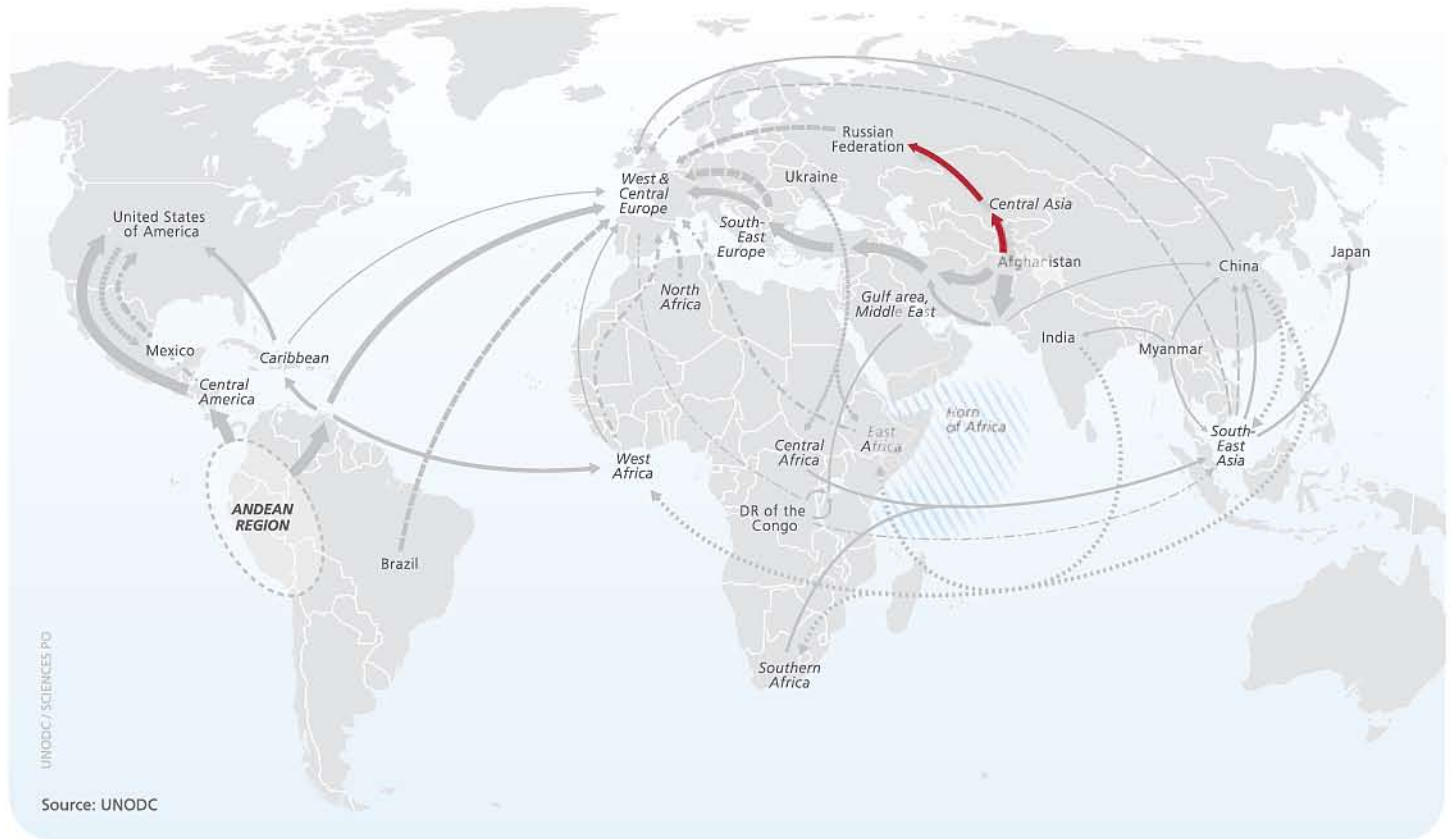 Russian
Federation
West &
Central
Europe
Ukraine
United States
of America
South-
East
Europe
Central Asia
Afghanistan
Japan
China
North
Africa
Gulf area,
Middle East
India
Myanmar
Mexico
Caribbean
Central
America
Horn
of Africa
East
Africa
Central
Africa
West
Africa
South-
East
Asia
ANDEAN
REGION
DR of the
Congo
Brazil
Southern
Africa
UNODC / SCIENCES PO
Source: UNODC